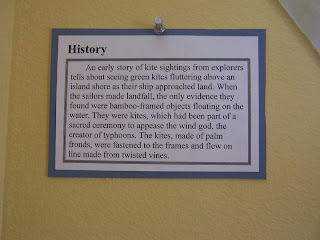 History
An early story of kite sightings from explorers
tells about seeing green kites fluttering above an
island shore as their ship approached land. When
the sailors made landfall, the only evidence they
found were bamboo-framed objects floating on the
water. They were kites, which had been part of a
sacred ceremony to appease the wind god, the
creator of typhoons. The kites, made of palm
fronds, were fastened to the frames and flew on
line made from twisted vines.